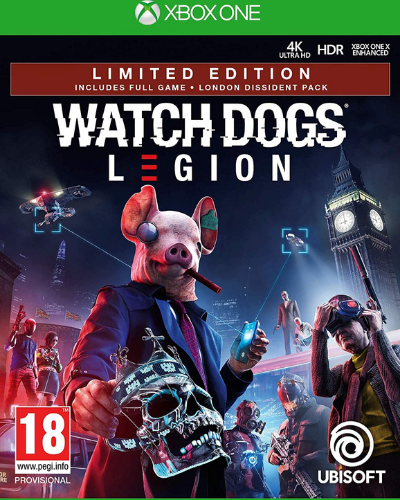 XBOX ONE
4K
ULTRA HD
HDR
XBOX ONE X
ENHANCED
LIMITED EDITION
INCLUDES FULL GAME • LONDON DISSIDENT PACK
WATCH DOGS®
LEGION
18
www.pegi.info
PROVISIONAL
UBISOFT